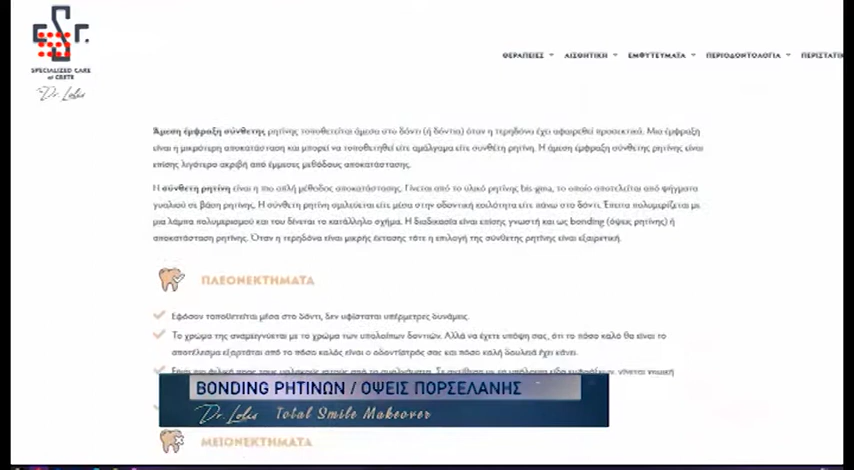 SPECIALIZED CARE
of CRETE
Dr. Lolis
ΘΕΡΑΠΕΙΕΣ ΑΙΣΘΗΤΙΚΗ ΕΜΦΥΤΕΥΜΑΤΑ ΠΕΡΙΟΔΟΝΤΟΛΟΓΙΑ ΠΕΡΙΣΤΑΤΙ
Άμεση έμφραξη σύνθετης ρητίνης τοποθετείται άμεσα στο δόντι (ή δόντια) όταν η τερηδόνα έχει αφαιρεθεί προσεκτικά. Μια έμφραξη
είναι η μικρότερη αποκατάσταση και μπορεί να τοποθετηθεί είτε αμάλγαμα είτε συνθέτη ρητίνη. Η άμεση έμφραξη σύνθετης ρητίνης είναι
επίσης λιγότερο ακριβή από έμμεσες μεθόδους αποκατάστασης.
Η σύνθετη ρητίνη είναι η πιο απλή μέθοδος αποκατάστασης. Γίνεται από το υλικό ρητίνης bis-gma, το οποίο αποτελείται από ψήγματα
γυαλιού σε βάση ρητίνης. Η σύνθετη ρητίνη σμιλεύεται είτε μέσα στην οδοντική κοιλότητα είτε πάνω στο δόντι. Έπειτα πολυμερίζεται με
μια λάμπα πολυμερισμού και του δίνεται το κατάλληλο σχήμα. Η διαδικασία είναι επίσης γνωστή και ως bonding (όψεις ρητίνης) ή
αποκατάσταση ρητίνης. Όταν η τερηδόνα είναι μικρής έκτασης τότε η επιλογή της σύνθετης ρητίνης είναι εξαιρετική.
ΠΛΕΟΝΕΚΤΗΜΑΤΑ
Εφόσον τοποθετείται μέσα στο δόντι, δεν υφίσταται υπέρμετρες δυνάμεις.
Το χρώμα της αναμειγνύεται με το χρώμα των υπολοίπων δοντιών. Αλλά να έχετε υπόψη σας, ότι το πόσο καλό θα είναι το
αποτέλεσμα εξαρτάται από το πόσο καλός είναι ο οδοντίατρός σας και πόσο καλή δουλειά έχει κάνει.
BONDING ΡΗΤΙΝΩΝ / ΟΨΕΙΣ ΠΟΡΣΕΛΑΝΗΣ
Dr. Lolis Total Smile Makeover
ΜΕΙΟΝΕΚΤΗΜΑΤΑ